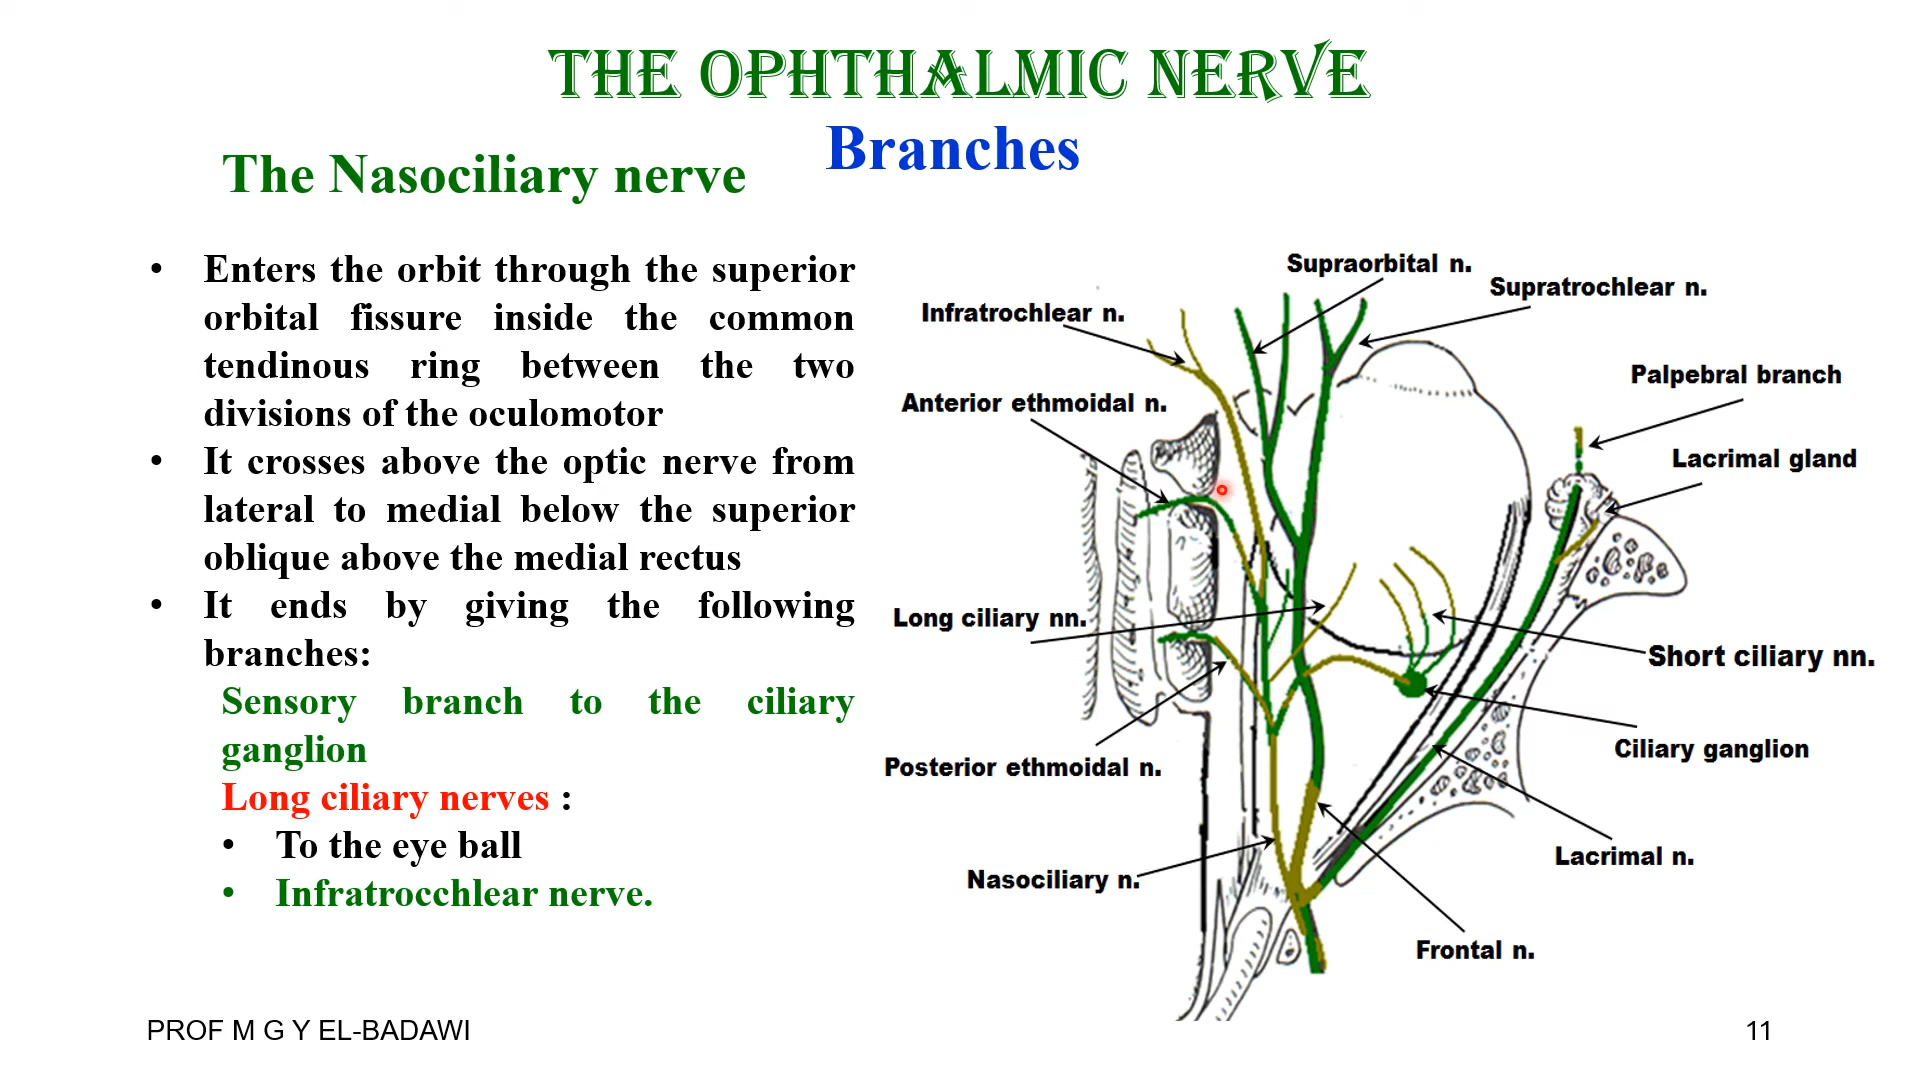 THE OPHTHALMIC NERVE
Branches
The Nasociliary nerve
• Enters the orbit through the superior
orbital fissure inside the common
tendinous ring between the two
divisions of the oculomotor
• It crosses above the optic nerve from
lateral to medial below the superior
oblique above the medial rectus
• It ends by giving the following
branches:
Sensory branch to the ciliary
ganglion
Long ciliary nerves :
• To the eye ball
• Infratrocchlear nerve.
Supraorbital n.
Supratrochlear n.
Infratrochlear n.
Palpebral branch
Anterior ethmoidal n.
Lacrimal gland
Long ciliary nn.
Short ciliary nn.
Ciliary ganglion
Posterior ethmoidal n.
Lacrimal n.
Nasociliary n.
Frontal n.
PROF M G Y EL-BADAWI
11